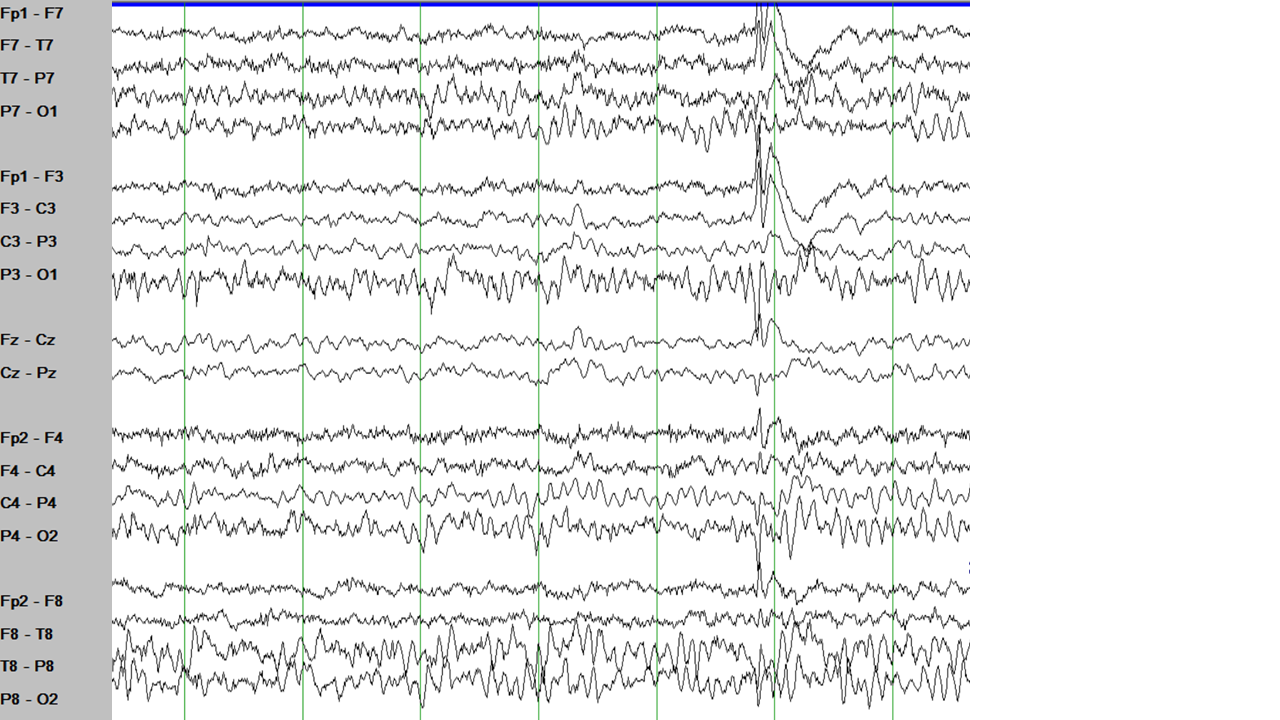 Fp1 - F7
F7 - T7
T7 - P7
P7 - O1
Fp1 - F3
F3 - C3
C3 - P3
P3 - O1
Fz - Cz
Cz - Pz
Fp2 - F4
F4 - C4
C4 - P4
P4 - O2
Fp2 - F8
F8 - T8
T8 - P8
P8 - O2